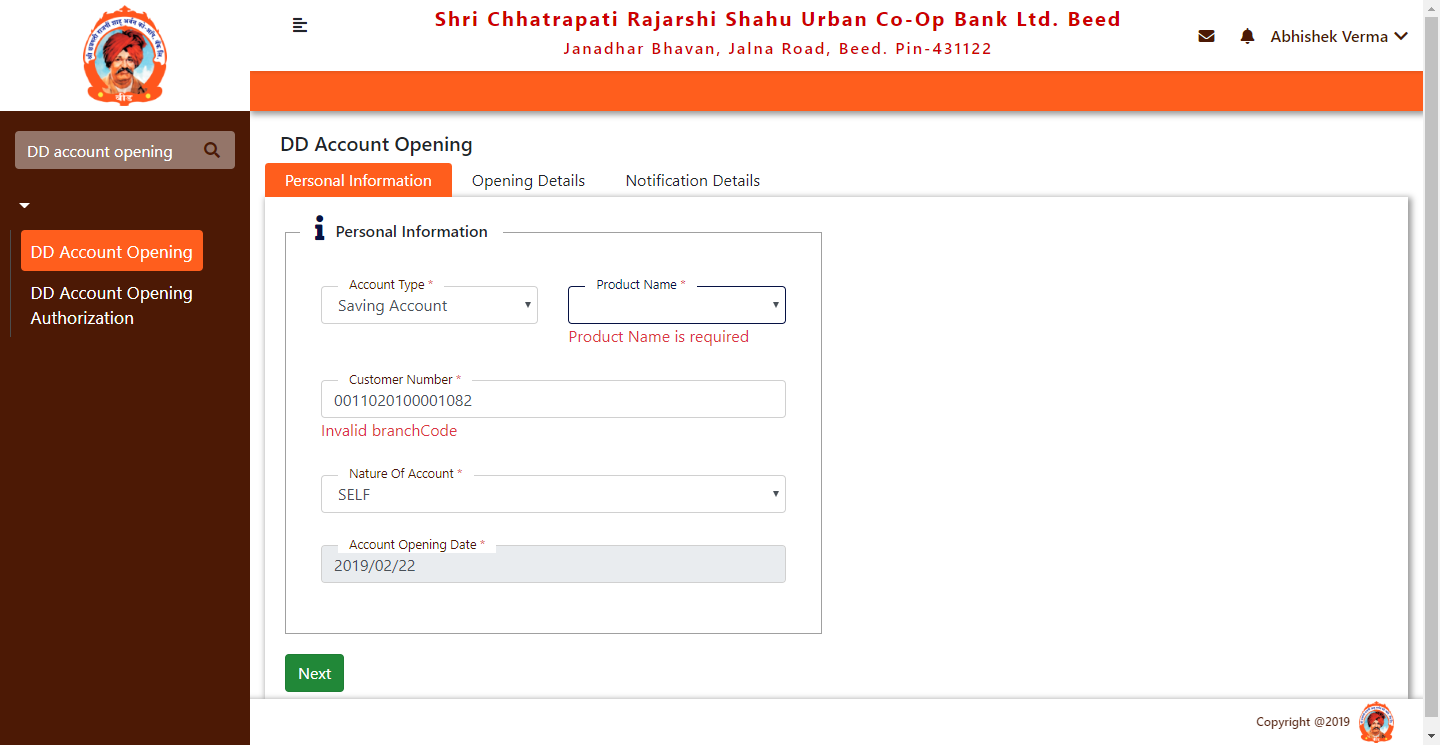 Shri Chhatrapati Rajarshi Shahu Urban Co-Op Bank Ltd. Beed
Janadhar Bhavan, Jalna Road, Beed. Pin-431122
Abhishek Verma
DD account opening
DD Account Opening
DD Account Opening
Authorization
DD Account Opening
Personal Information
Opening Details
Notification Details
Personal Information
Account Type *
Saving Account
Product Name *
Product Name is required
Customer Number *
0011020100001082
Invalid branchCode
Nature Of Account *
SELF
Account Opening Date *
2019/02/22
Next
Copyright @2019